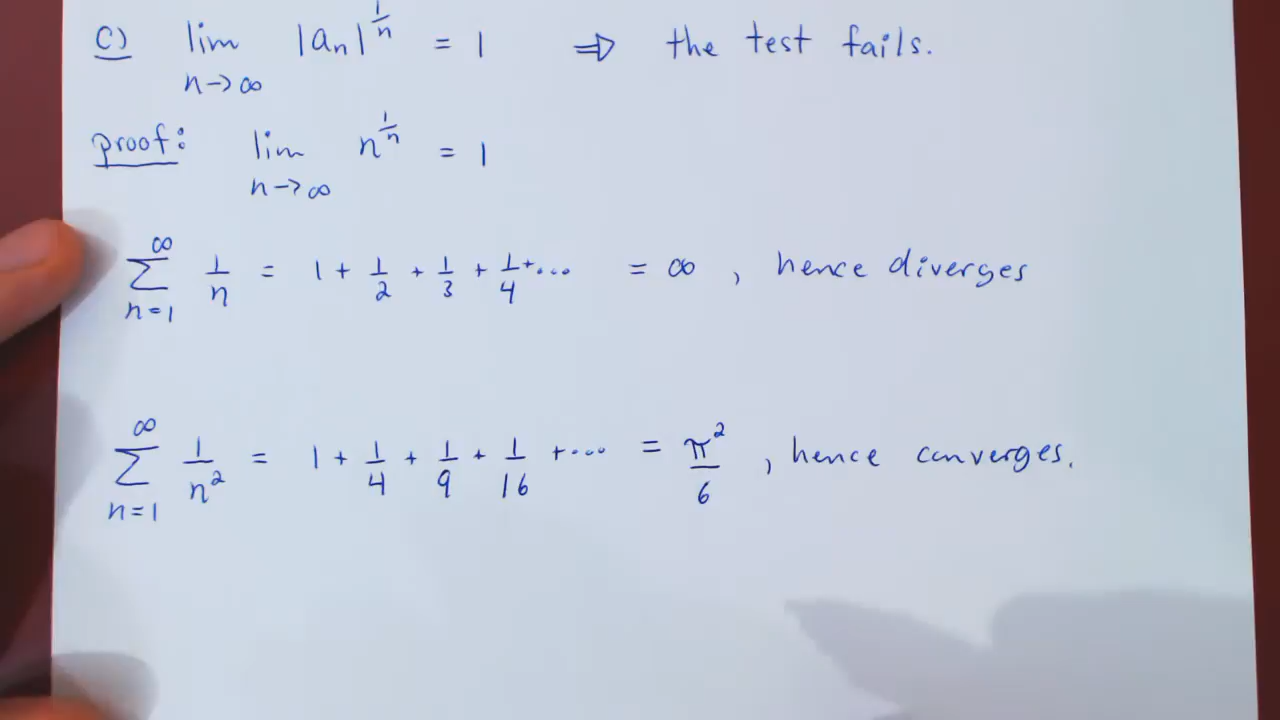 C) lim n→∞ |aₙ|^(1/n) = 1 ⇒ the test fails.
proof: lim n→∞ n^(1/n) = 1
∞ ∑ n=1 1/n = 1 + 1/2 + 1/3 + 1/4 + ... = ∞ , hence diverges
∞ ∑ n=1 1/n² = 1 + 1/4 + 1/9 + 1/16 + ... = π²/6 , hence converges.